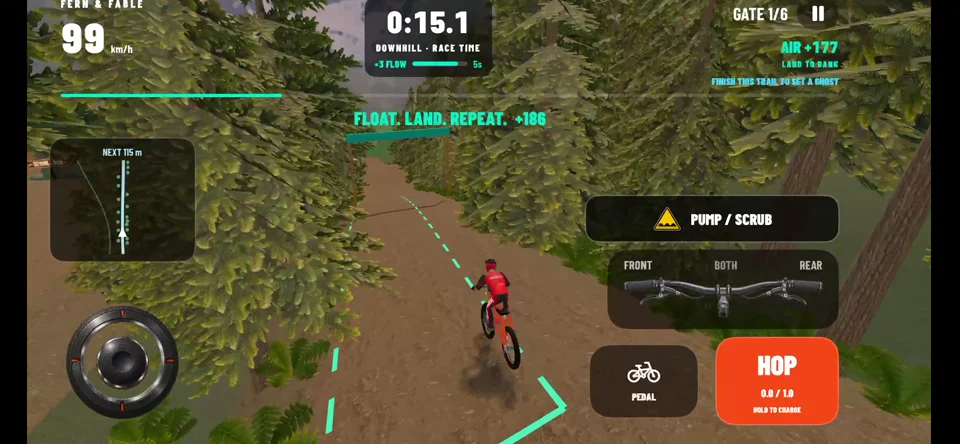 FERN & FABLE
99 km/h
0:15.1
DOWNHILL · RACE TIME
×3 FLOW 5s
GATE 1/6
AIR +177
LAND TO BANK
FINISH THIS TRAIL TO SET A GHOST
FLOAT. LAND. REPEAT. +186
NEXT 115 m
PUMP / SCRUB
FRONT BOTH REAR
PEDAL
HOP
0.0 / 1.0
HOLD TO CHARGE